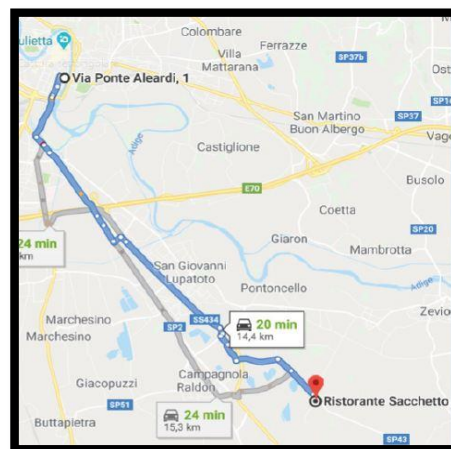 Colombare
Ferrazze
Villa
Mattarana
SP37b
Via Ponte Aleardi, 1
San Martino
Buon Albergo
SP37
Castiglione
Adige
Busolo
E70
Coetta
SP20
24 min
km
Giaron
Mambrotta
San Giovanni
Lupatoto
Adige
Pontoncello
Marchesino
SS434
20 min
14,4 km
Marchesino
SP2
Campagnola
Giacopuzzi
Raldon
24 min
15,3 km
Ristorante Sacchetto
SP51
Buttapietra
SP43